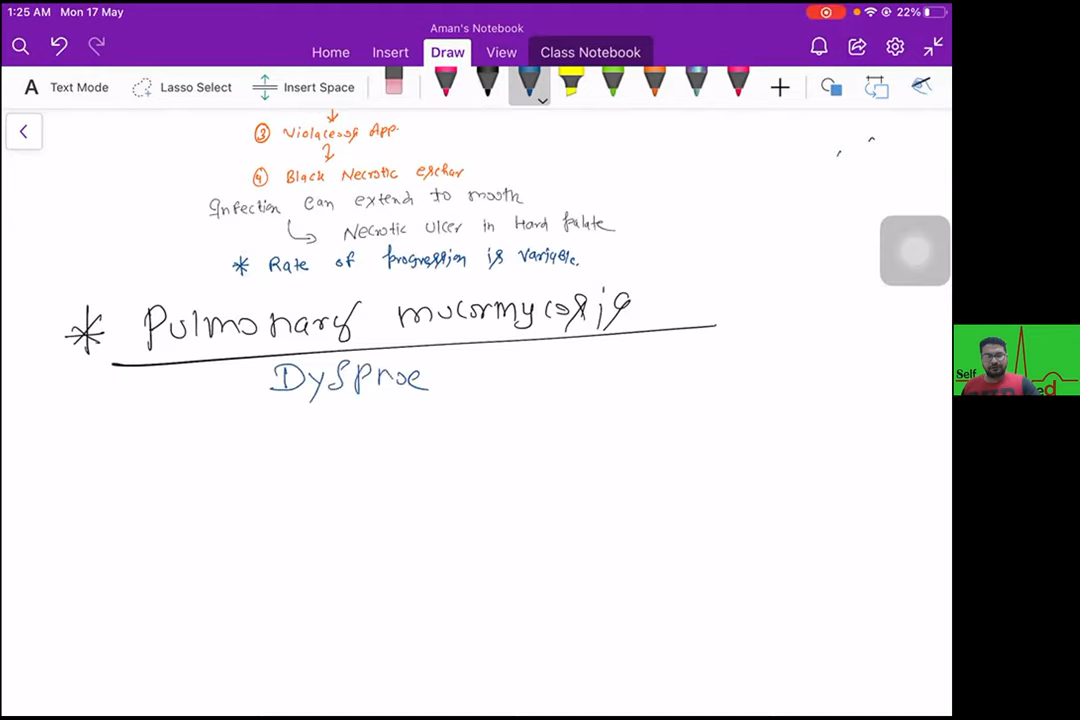 1:25 AM Mon 17 May 22%
Aman's Notebook
Home Insert Draw View Class Notebook
A Text Mode Lasso Select Insert Space
③ Violaceous App.
④ Black Necrotic eschar
Infection can extend to mouth
Necrotic Ulcer in Hard palate
* Rate of progression is variable.
* Pulmonary mucormycosis
Dyspnoe
Self
ed